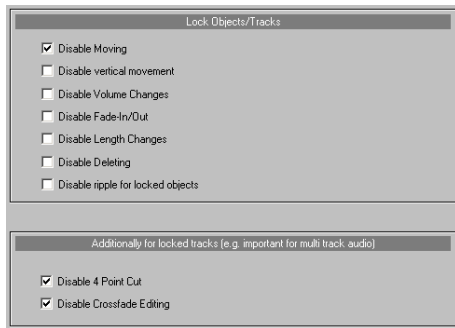 Lock Objects/Tracks
Disable Moving
Disable vertical movement
Disable Volume Changes
Disable Fade-In/Out
Disable Length Changes
Disable Deleting
Disable ripple for locked objects
Additionally for locked tracks (e.g. important for multi track audio)
Disable 4 Point Cut
Disable Crossfade Editing